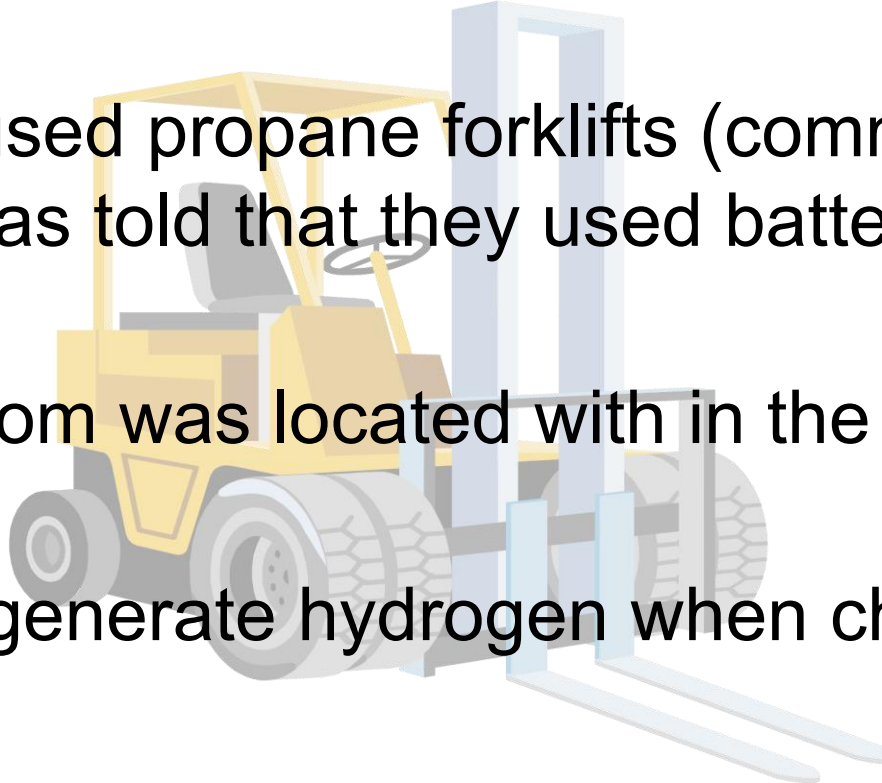 sed propane forklifts (com
as told that they used batte
om was located with in the
generate hydrogen when ch